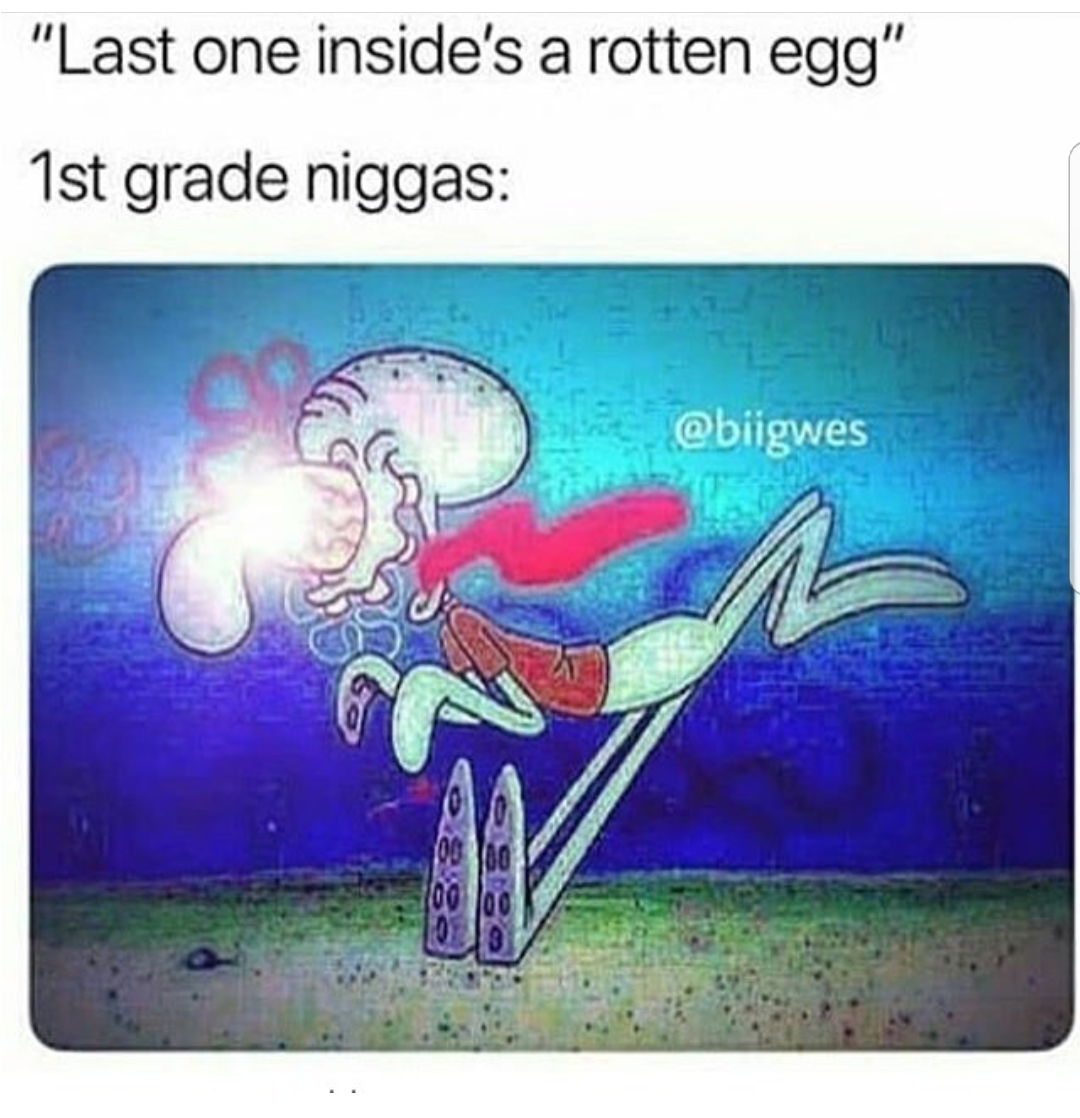 “Last one inside’s a rotten egg”
1st grade niggas:
@biigwes